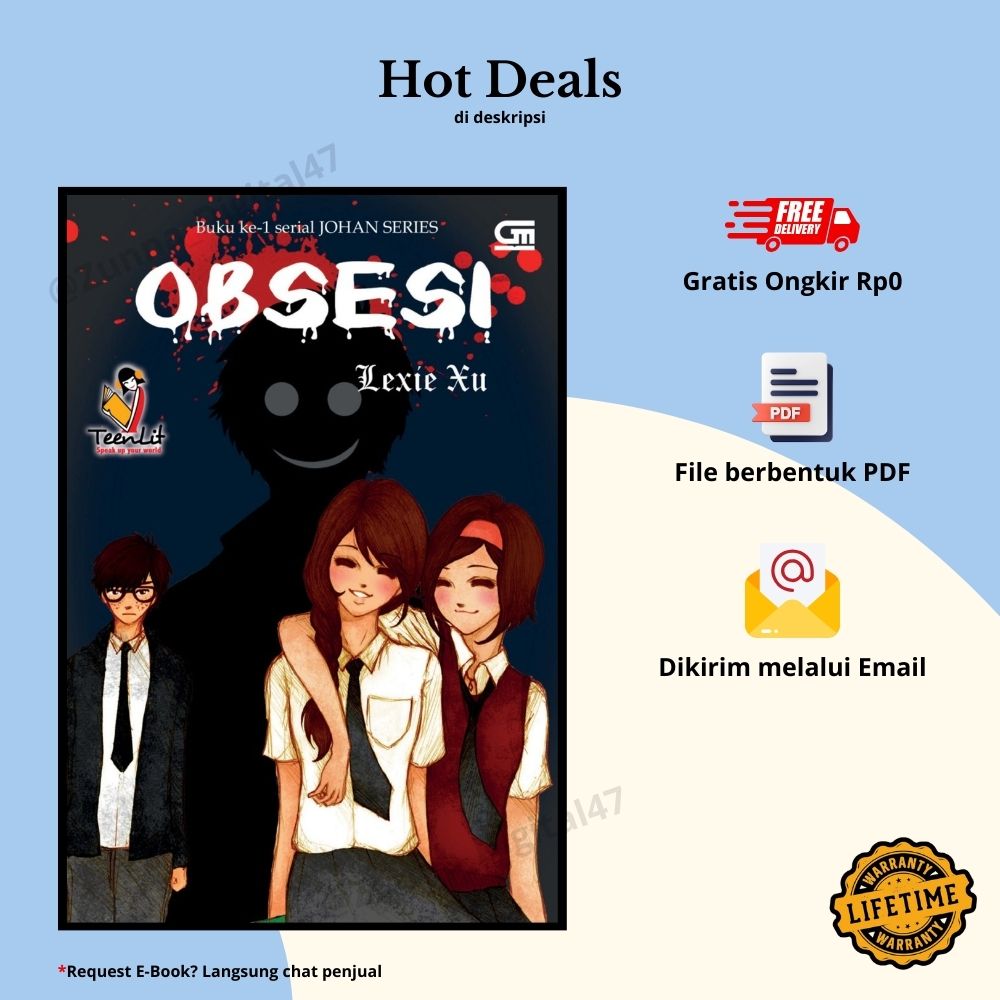 Hot Deals
di deskripsi
Buku ke-1 serial JOHAN SERIES
GM
OBSESI
Lexie Xu
TeenLit
Speak up your world
FREE
DELIVERY
Gratis Ongkir Rp0
PDF
File berbentuk PDF
@
Dikirim melalui Email
WARRANTY
LIFETIME
WARRANTY
*Request E-Book? Langsung chat penjual